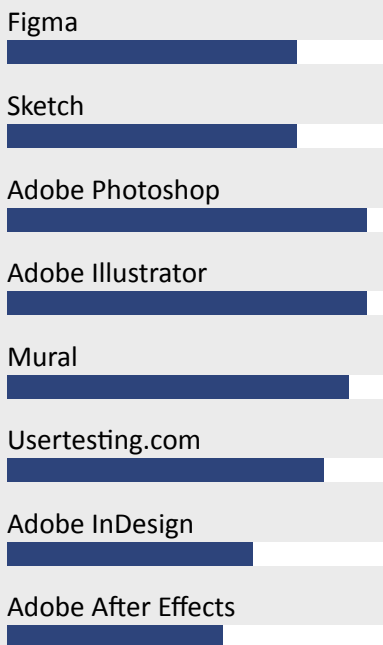 Figma
Sketch
Adobe Photoshop
Adobe Illustrator
Mural
Usertesting.com
Adobe InDesign
Adobe After Effects